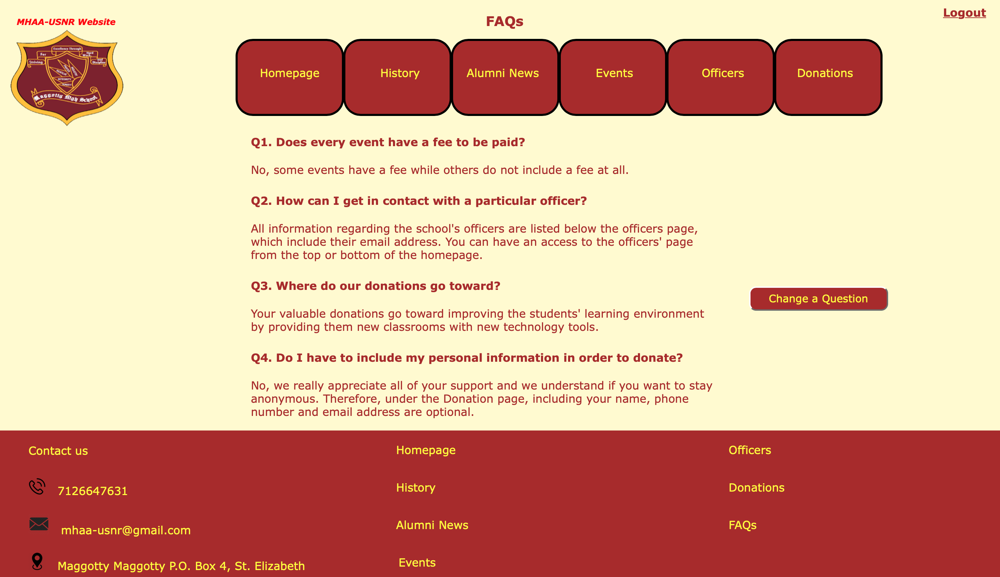 Logout
MHAA-USNR Website
FAQs
Excellence Through
For
Hard
Work,
Striving
and
Discipline
PRAYER
INDUSTRY
RESOLVE
INTEGRITY
HONESTY
Maggotty High School
Homepage
History
Alumni News
Events
Officers
Donations
Q1. Does every event have a fee to be paid?
No, some events have a fee while others do not include a fee at all.
Q2. How can I get in contact with a particular officer?
All information regarding the school's officers are listed below the officers page,
which include their email address. You can have an access to the officers' page
from the top or bottom of the homepage.
Q3. Where do our donations go toward?
Change a Question
Your valuable donations go toward improving the students' learning environment
by providing them new classrooms with new technology tools.
Q4. Do I have to include my personal information in order to donate?
No, we really appreciate all of your support and we understand if you want to stay
anonymous. Therefore, under the Donation page, including your name, phone
number and email address are optional.
Contact us
7126647631
mhaa-usnr@gmail.com
Maggotty Maggotty P.O. Box 4, St. Elizabeth
Homepage
History
Alumni News
Events
Officers
Donations
FAQs